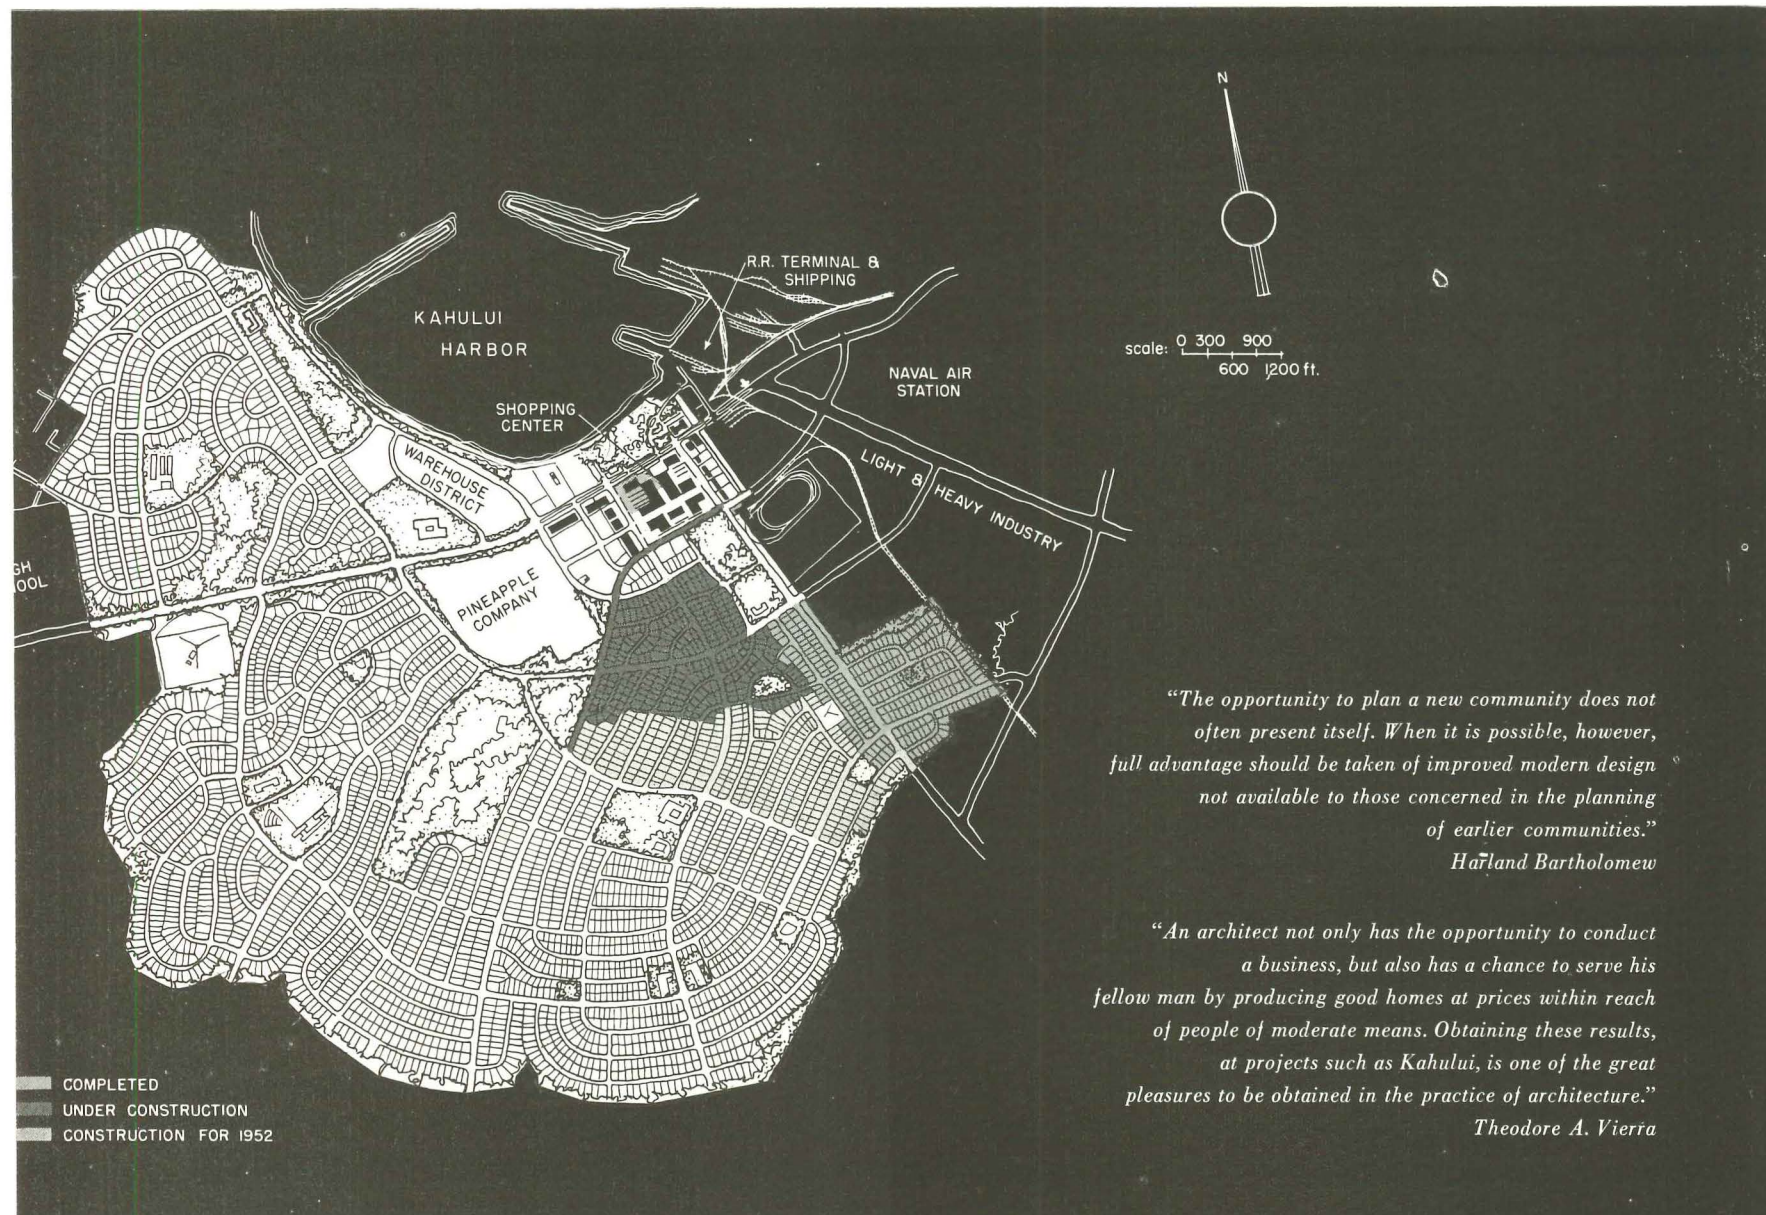 N
R.R. TERMINAL &
SHIPPING
KAHULUI
HARBOR
scale: 0 300 900
600 1200 ft.
NAVAL AIR
STATION
SHOPPING
CENTER
WAREHOUSE
DISTRICT
LIGHT & HEAVY INDUSTRY
GH
OOL
PINEAPPLE
COMPANY
“The opportunity to plan a new community does not
often present itself. When it is possible, however,
full advantage should be taken of improved modern design
not available to those concerned in the planning
of earlier communities.”
Harland Bartholomew
“An architect not only has the opportunity to conduct
a business, but also has a chance to serve his
fellow man by producing good homes at prices within reach
of people of moderate means. Obtaining these results,
at projects such as Kahului, is one of the great
pleasures to be obtained in the practice of architecture.”
Theodore A. Vierra
COMPLETED
UNDER CONSTRUCTION
CONSTRUCTION FOR 1952